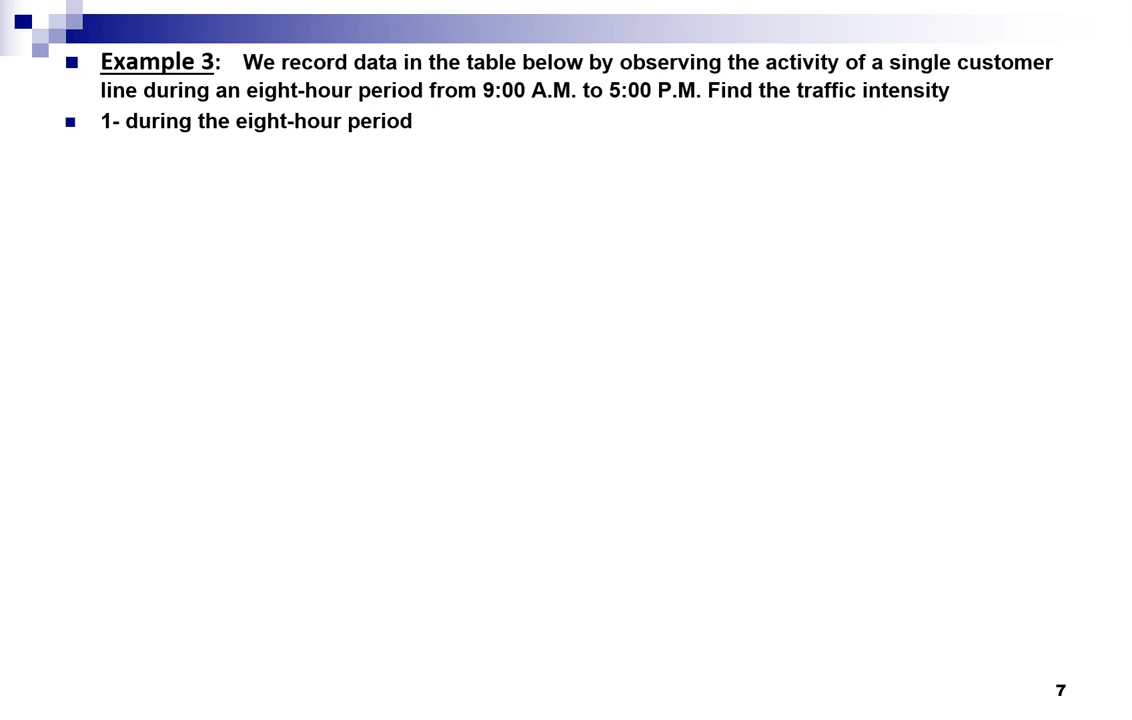 Example 3: We record data in the table below by observing the activity of a single customer
line during an eight-hour period from 9:00 A.M. to 5:00 P.M. Find the traffic intensity
1- during the eight-hour period
7